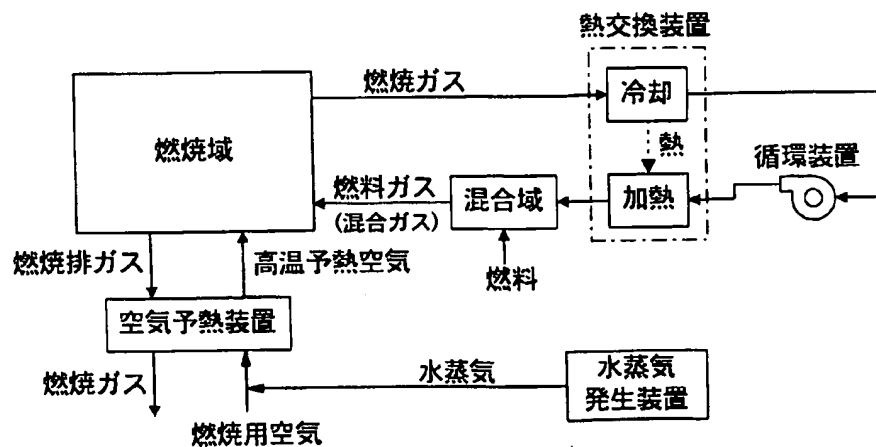 熱交換装置
燃焼ガス
冷却
燃焼域
熱
循環装置
燃料ガス
(混合ガス)
混合域
加熱
燃焼排ガス
高温予熱空気
燃料
空気予熱装置
燃焼ガス
水蒸気
水蒸気
発生装置
燃焼用空気